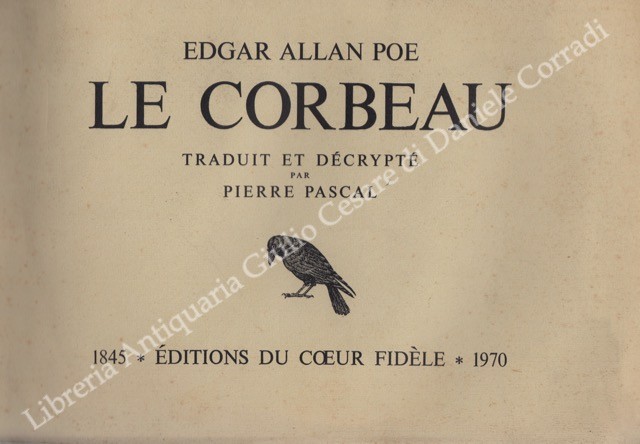 EDGAR ALLAN POE
LE CORBEAU
TRADUIT ET DÉCRYPTÉ
PAR
PIERRE PASCAL
1845 * ÉDITIONS DU CŒUR FIDÈLE * 1970
Libreria Antiquaria Giulio Cesare di Daniele Corradi